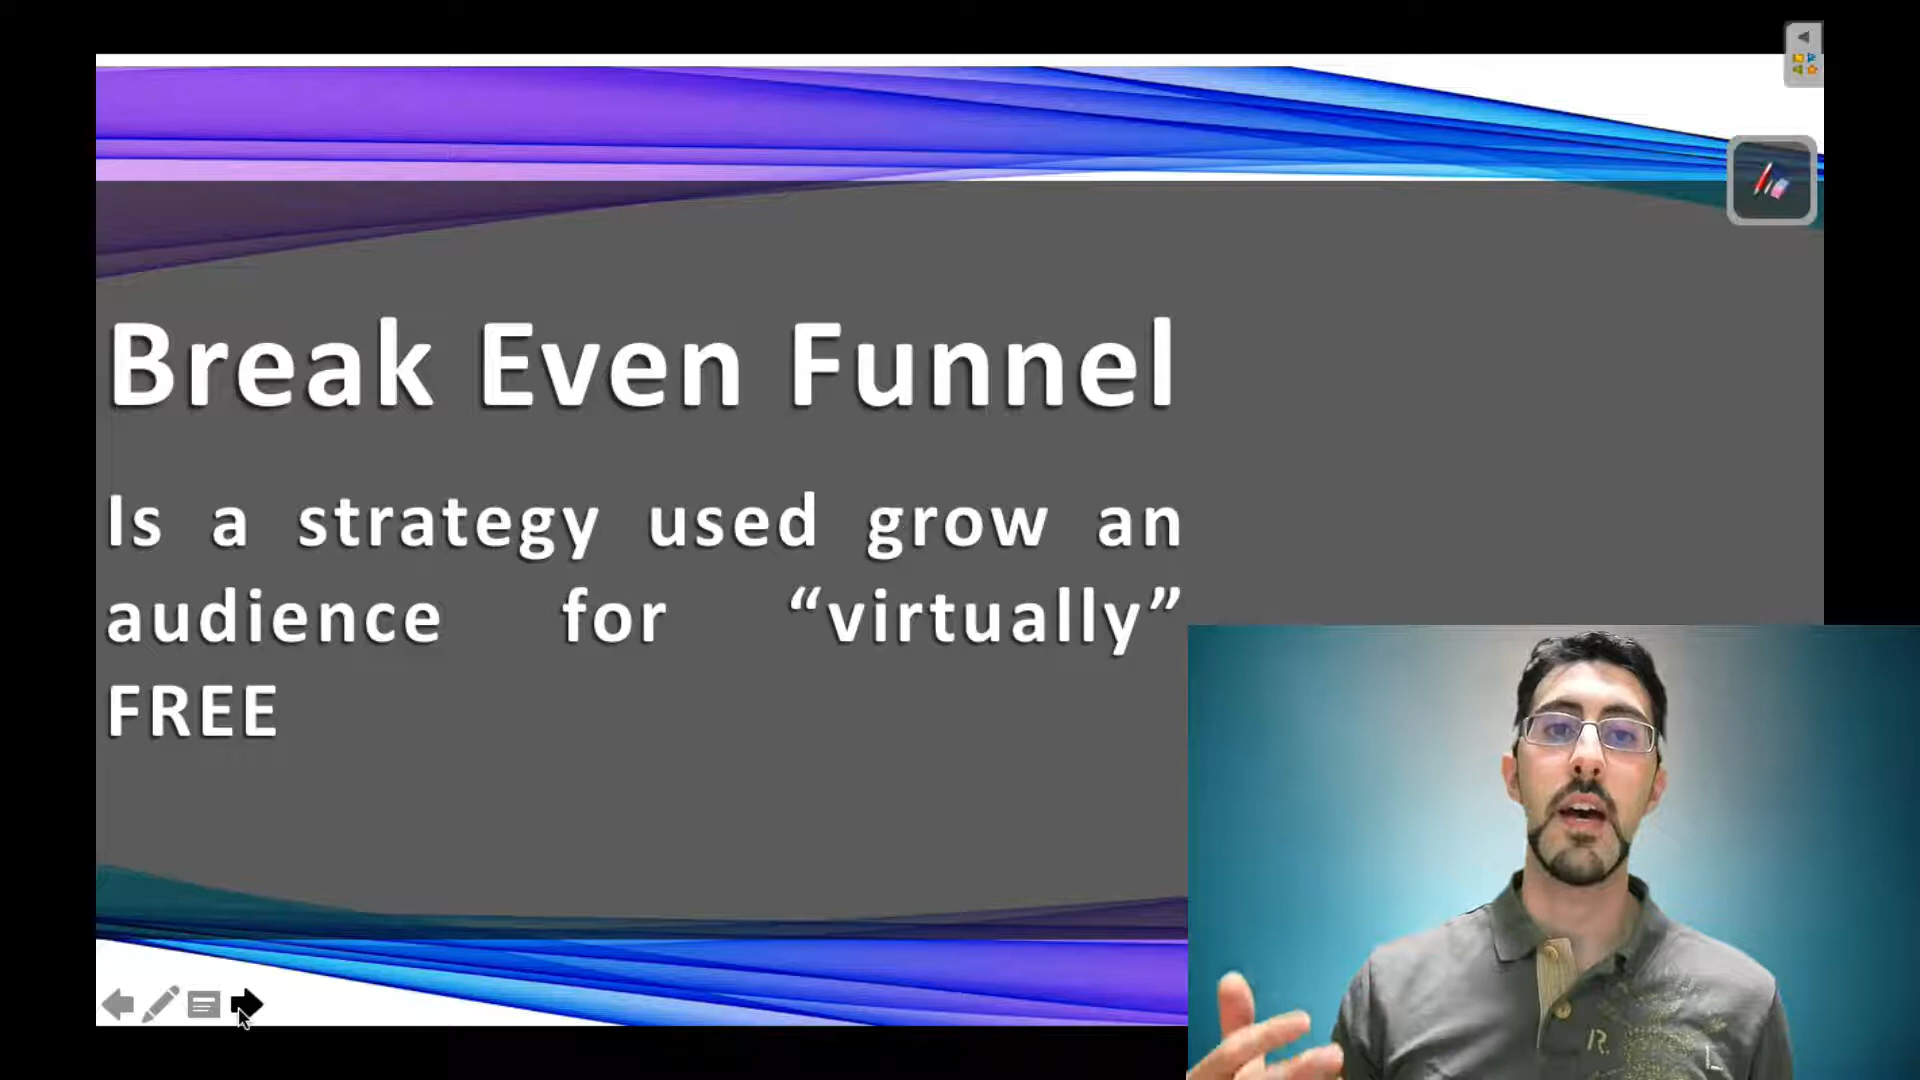 Break Even Funnel
Is a strategy used grow an
audience for “virtually”
FREE
R.
L